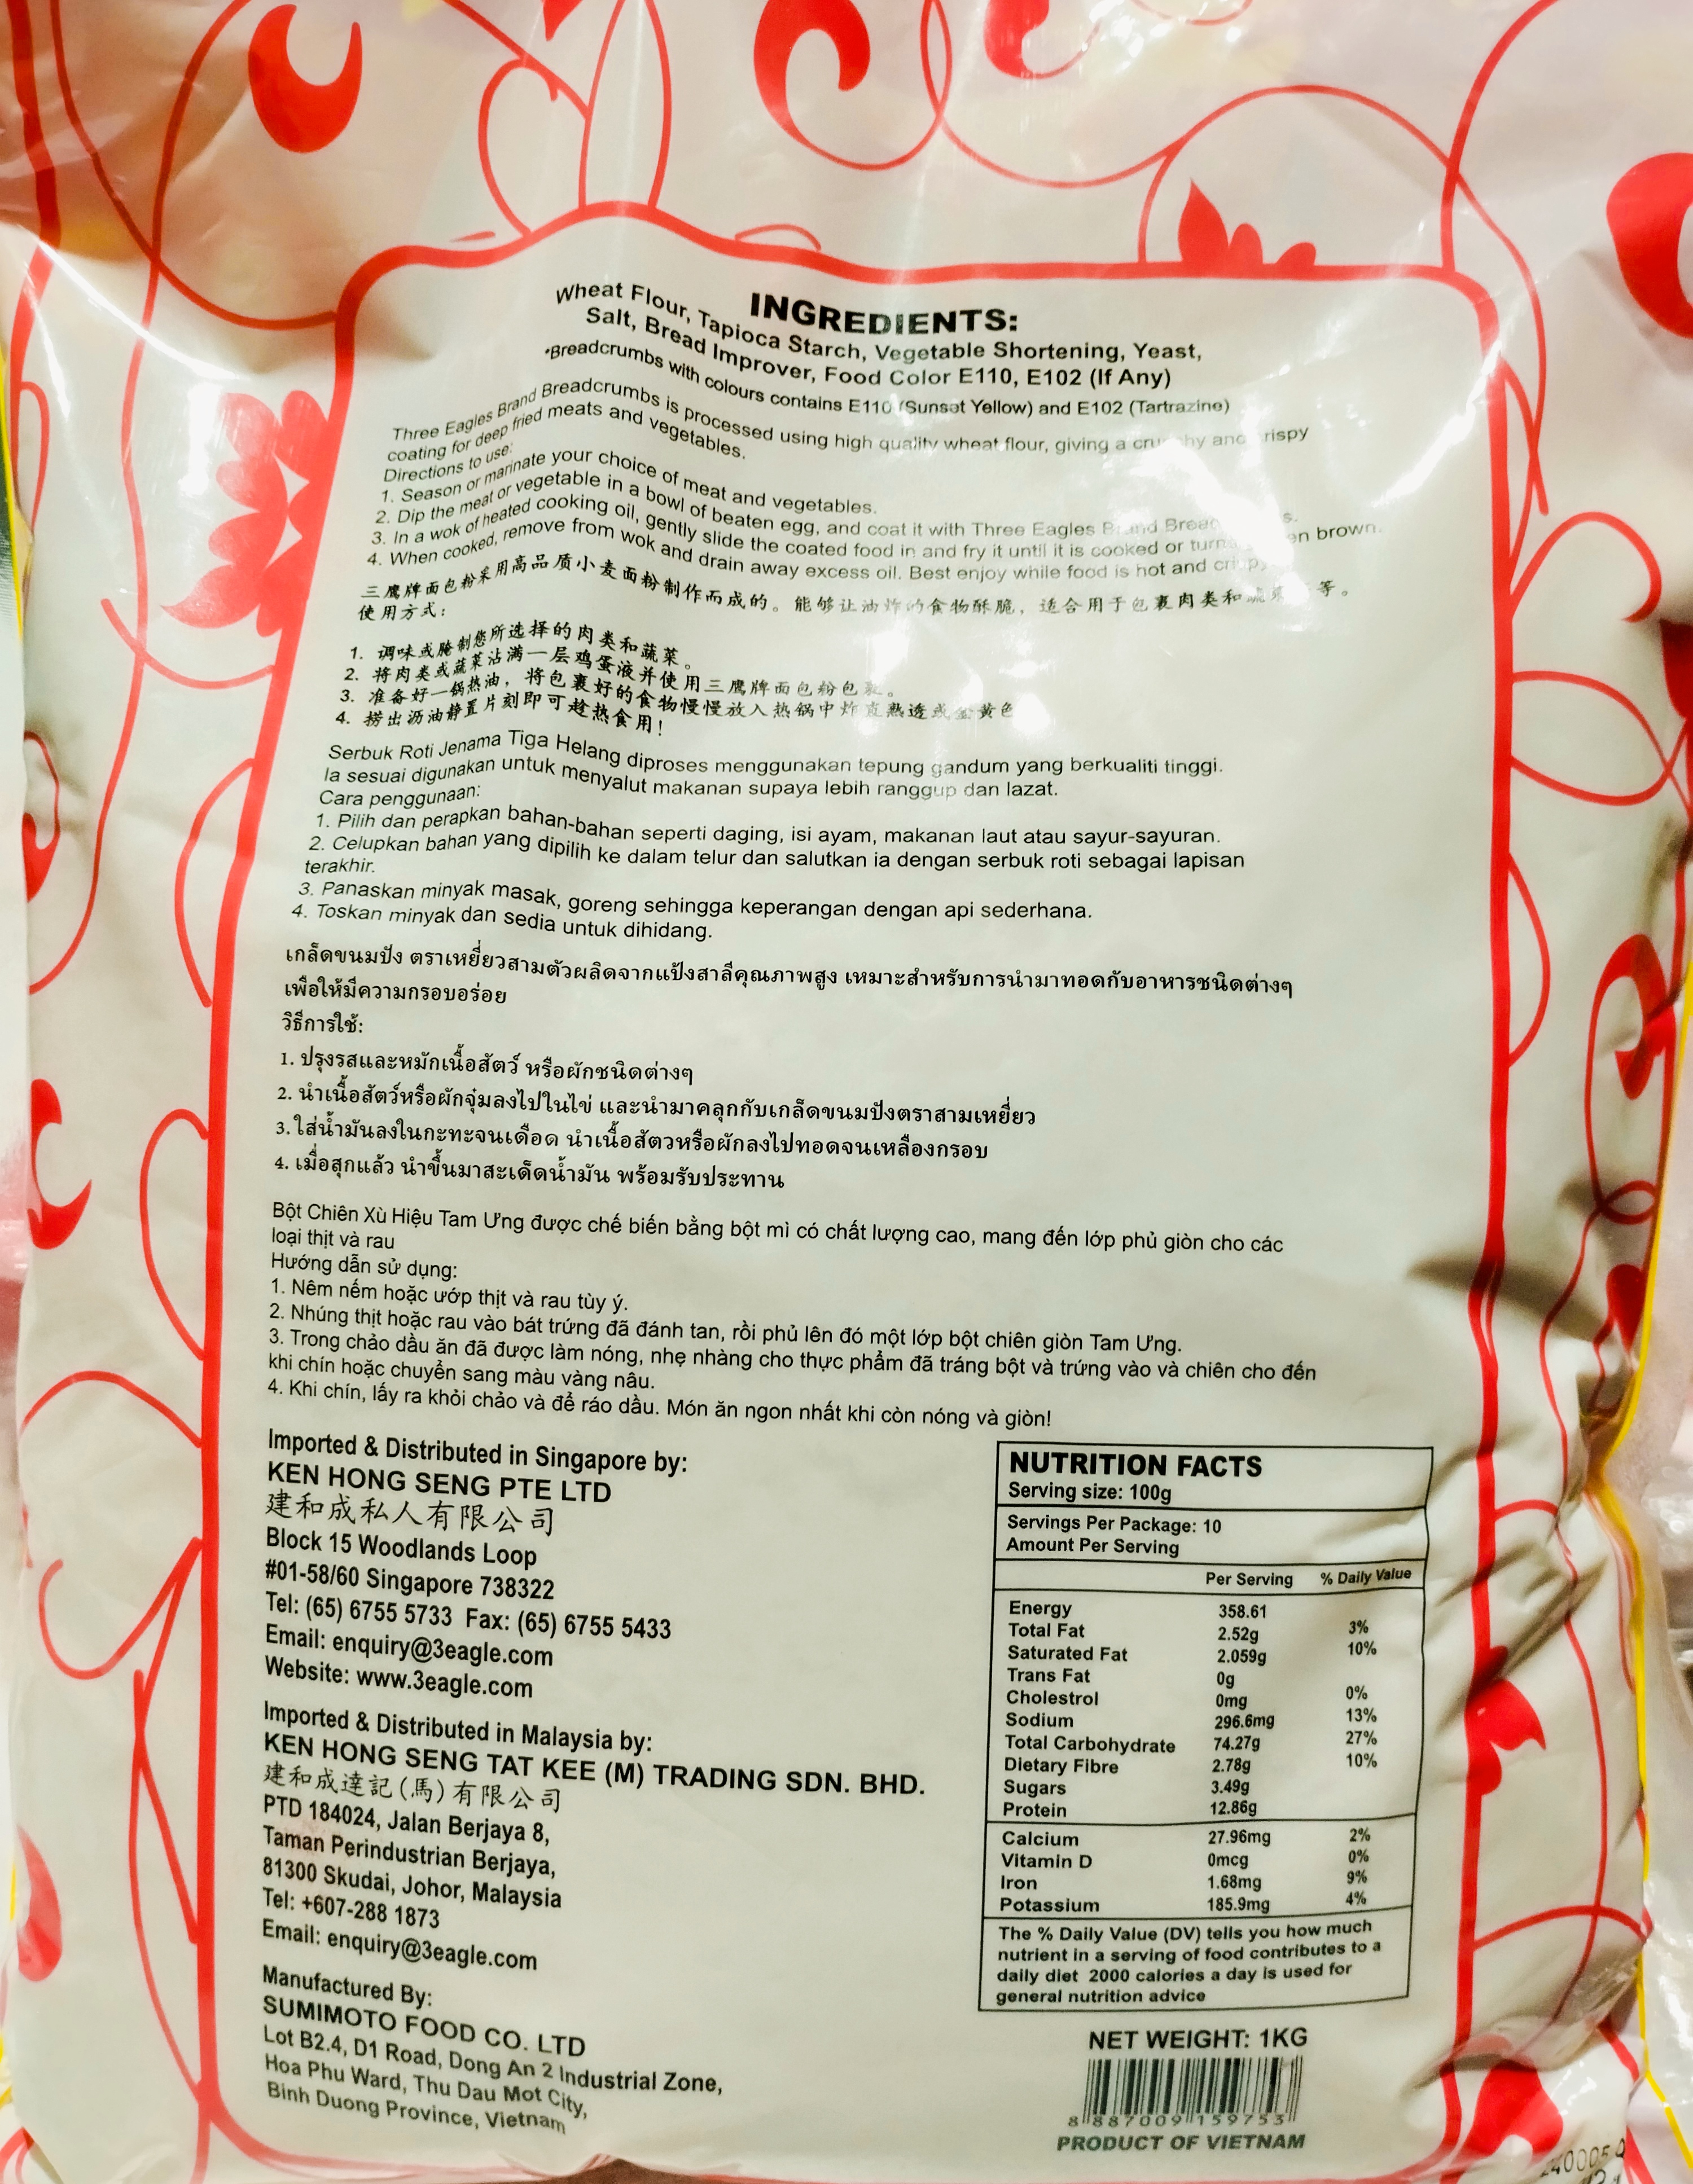 INGREDIENTS:
Wheat Flour, Tapioca Starch, Vegetable Shortening, Yeast,
Salt, Bread Improver, Food Color E110, E102 (If Any)
*Breadcrumbs with colours contains E110 (Sunset Yellow) and E102 (Tartrazine)
Three Eagles Brand Breadcrumbs is processed using high quality wheat flour, giving a crunchy and crispy
coating for deep fried meats and vegetables.
Directions to use:
1. Season or marinate your choice of meat and vegetables.
2. Dip the meat or vegetable in a bowl of beaten egg, and coat it with Three Eagles Brand
3. In a wok of heated cooking oil, gently slide the coated food in and fry it until it is cooked or brown.
4. When cooked, remove from wok and drain away excess oil. Best enjoy while food is hot and crispy
三鹰牌面包粉采用高品质小麦面粉制作而成的。能够让油炸的食物酥脆，适合用于包裹肉类和蔬菜等。
使用方式：
1. 调味或腌制您所选择的肉类和蔬菜。
2. 将肉类或蔬菜沾满一层鸡蛋液并使用三鹰牌面包粉包裹。
3. 准备好一锅热油，将包裹好的食物慢慢放入热锅中炸直熟透或金黄色
4. 捞出沥油静置片刻即可趁热食用！
Serbuk Roti Jenama Tiga Helang diproses menggunakan tepung gandum yang berkualiti tinggi.
Ia sesuai digunakan untuk menyalut makanan supaya lebih ranggup dan lazat.
Cara penggunaan:
1. Pilih dan perapkan bahan-bahan seperti daging, isi ayam, makanan laut atau sayur-sayuran.
2. Celupkan bahan yang dipilih ke dalam telur dan salutkan ia dengan serbuk roti sebagai lapisan
terakhir.
3. Panaskan minyak masak, goreng sehingga keperangan dengan api sederhana.
4. Toskan minyak dan sedia untuk dihidang.
เกล็ดขนมปัง ตราเหยี่ยวสามตัวผลิตจากแป้งสาลีคุณภาพสูง เหมาะสำหรับการนำมาทอดกับอาหารชนิดต่างๆ
เพื่อให้มีความกรอบอร่อย
วิธีการใช้:
1. ปรุงรสและหมักเนื้อสัตว์ หรือผักชนิดต่างๆ
2. นำเนื้อสัตว์หรือผักจุ๋มลงไปในไข่ และนำมาคลุกกับเกล็ดขนมปังตราสามเหยี่ยว
3. ใส่น้ำมันลงในกะทะจนเดือด นำเนื้อสัตวหรือผักลงไปทอดจนเหลืองกรอบ
4. เมื่อสุกแล้ว นำขึ้นมาสะเด็ดน้ำมัน พร้อมรับประทาน
Bột Chiên Xù Hiệu Tam Ưng được chế biến bằng bột mì có chất lượng cao, mang đến lớp phủ giòn cho các
loại thịt và rau
Hướng dẫn sử dụng:
1. Nêm nếm hoặc ướp thịt và rau tùy ý.
2. Nhúng thịt hoặc rau vào bát trứng đã đánh tan, rồi phủ lên đó một lớp bột chiên giòn Tam Ưng.
3. Trong chảo dầu ăn đã được làm nóng, nhẹ nhàng cho thực phẩm đã tráng bột và trứng vào và chiên cho đến
khi chín hoặc chuyển sang màu vàng nâu.
4. Khi chín, lấy ra khỏi chảo và để ráo dầu. Món ăn ngon nhất khi còn nóng và giòn!
Imported & Distributed in Singapore by:
KEN HONG SENG PTE LTD
建和成私人有限公司
Block 15 Woodlands Loop
#01-58/60 Singapore 738322
Tel: (65) 6755 5733 Fax: (65) 6755 5433
Email: enquiry@3eagle.com
Website: www.3eagle.com
Imported & Distributed in Malaysia by:
KEN HONG SENG TAT KEE (M) TRADING SDN. BHD.
建和成達記(馬)有限公司
PTD 184024, Jalan Berjaya 8,
Taman Perindustrian Berjaya,
81300 Skudai, Johor, Malaysia
Tel: +607-288 1873
Email: enquiry@3eagle.com
Manufactured By:
SUMIMOTO FOOD CO. LTD
Lot B2.4, D1 Road, Dong An 2 Industrial Zone,
Hoa Phu Ward, Thu Dau Mot City,
Binh Duong Province, Vietnam
NUTRITION FACTS
Serving size: 100g
Servings Per Package: 10
Amount Per Serving
Per Serving % Daily Value
Energy 358.61
Total Fat 2.52g 3%
Saturated Fat 2.059g 10%
Trans Fat 0g
Cholestrol 0mg 0%
Sodium 296.6mg 13%
Total Carbohydrate 74.27g 27%
Dietary Fibre 2.78g 10%
Sugars 3.49g
Protein 12.86g
Calcium 27.96mg 2%
Vitamin D 0mcg 0%
Iron 1.68mg 9%
Potassium 185.9mg 4%
The % Daily Value (DV) tells you how much
nutrient in a serving of food contributes to a
daily diet 2000 calories a day is used for
general nutrition advice
NET WEIGHT: 1KG
8 887009 159753
PRODUCT OF VIETNAM